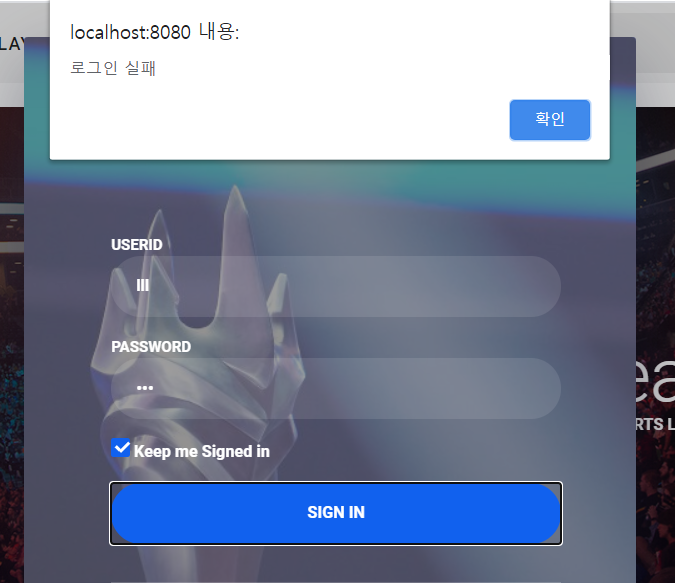 localhost:8080 내용:
로그인 실패
확인
USERID
PASSWORD
•••
Keep me Signed in
SIGN IN